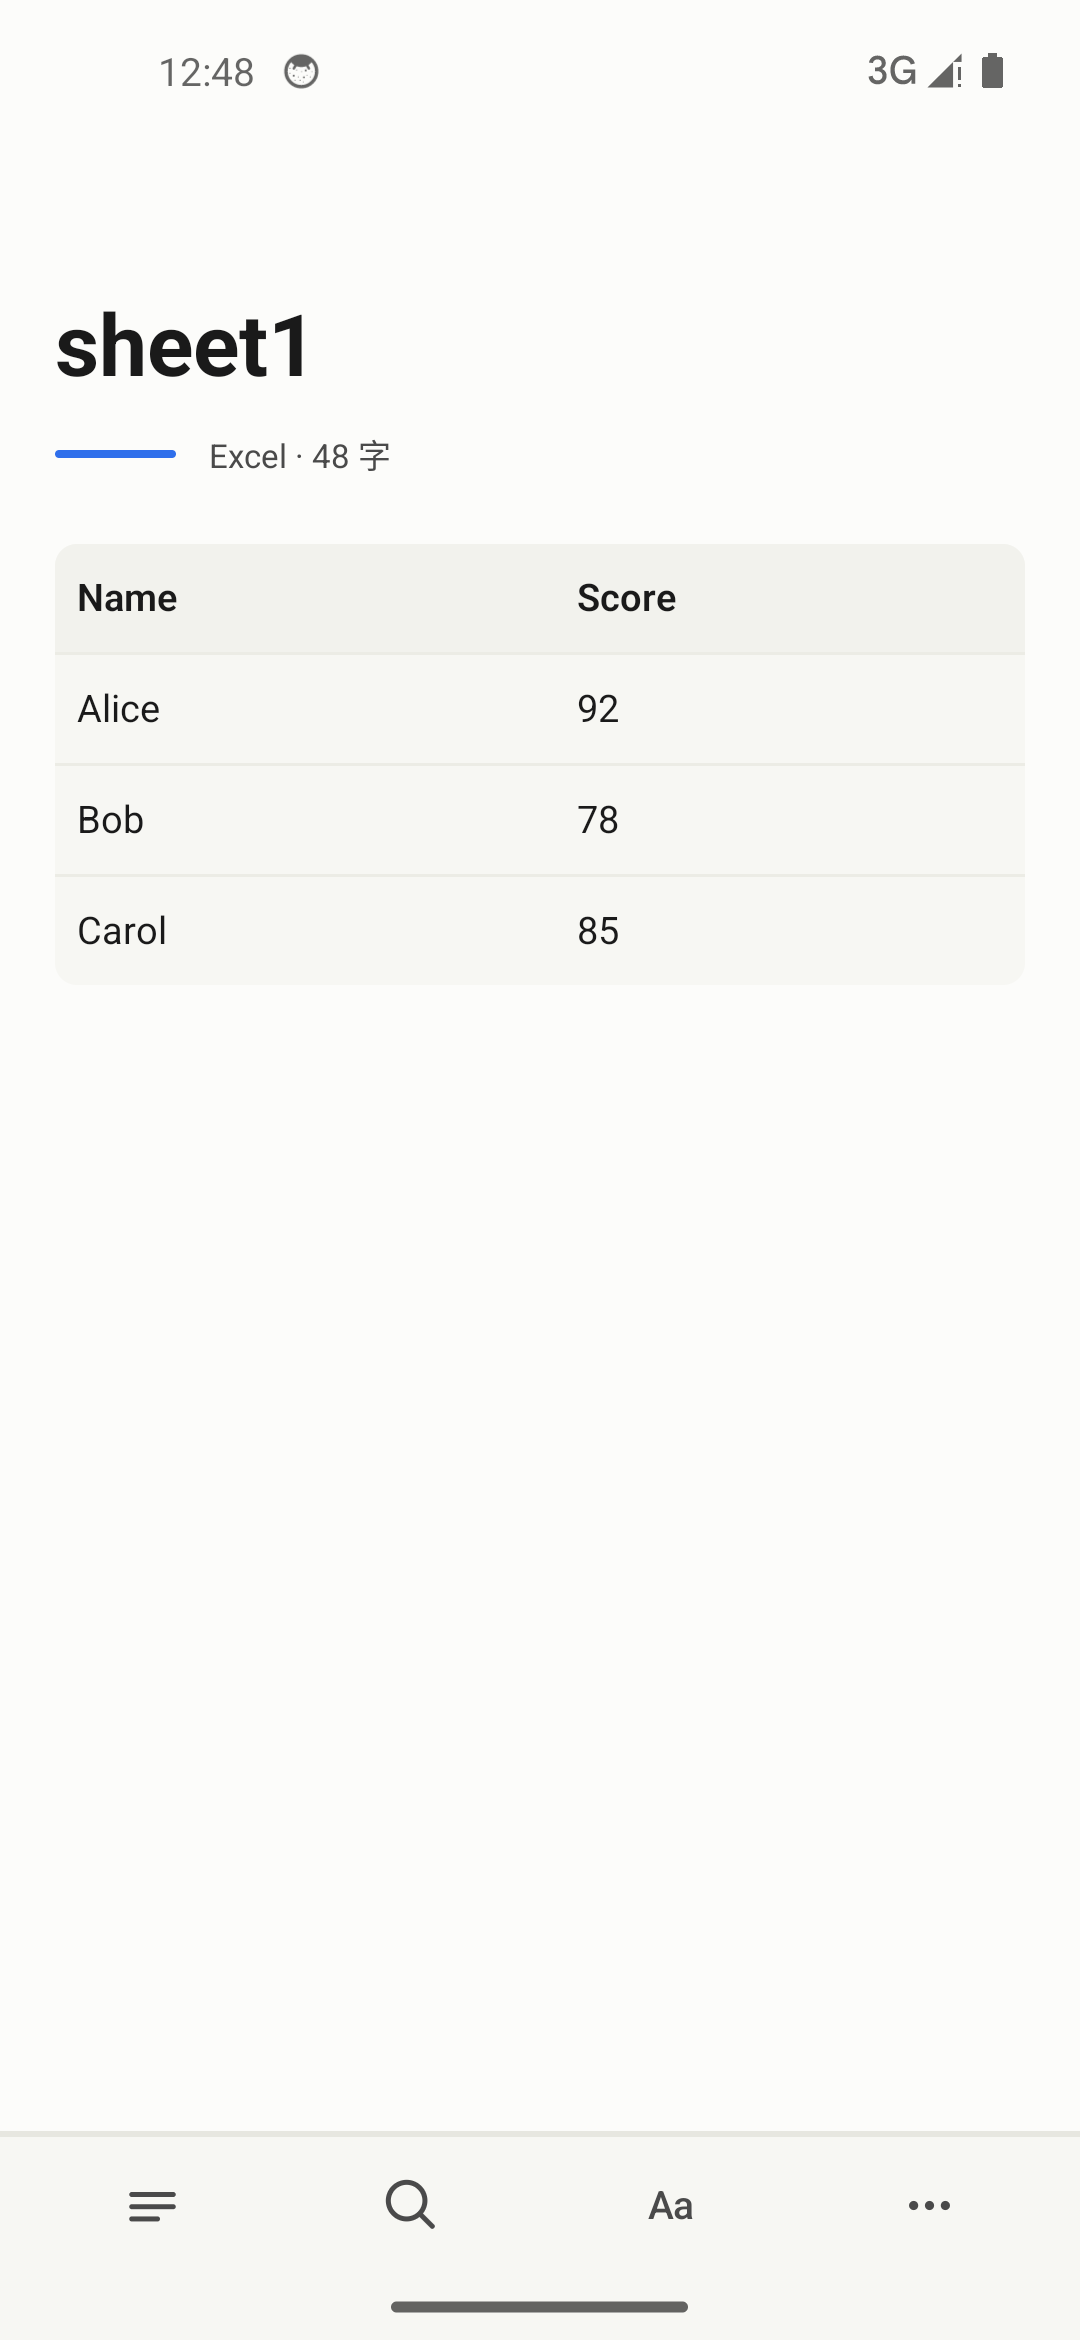 12:48 3G
sheet1
Excel · 48 字
Name Score
Alice 92
Bob 78
Carol 85
Aa